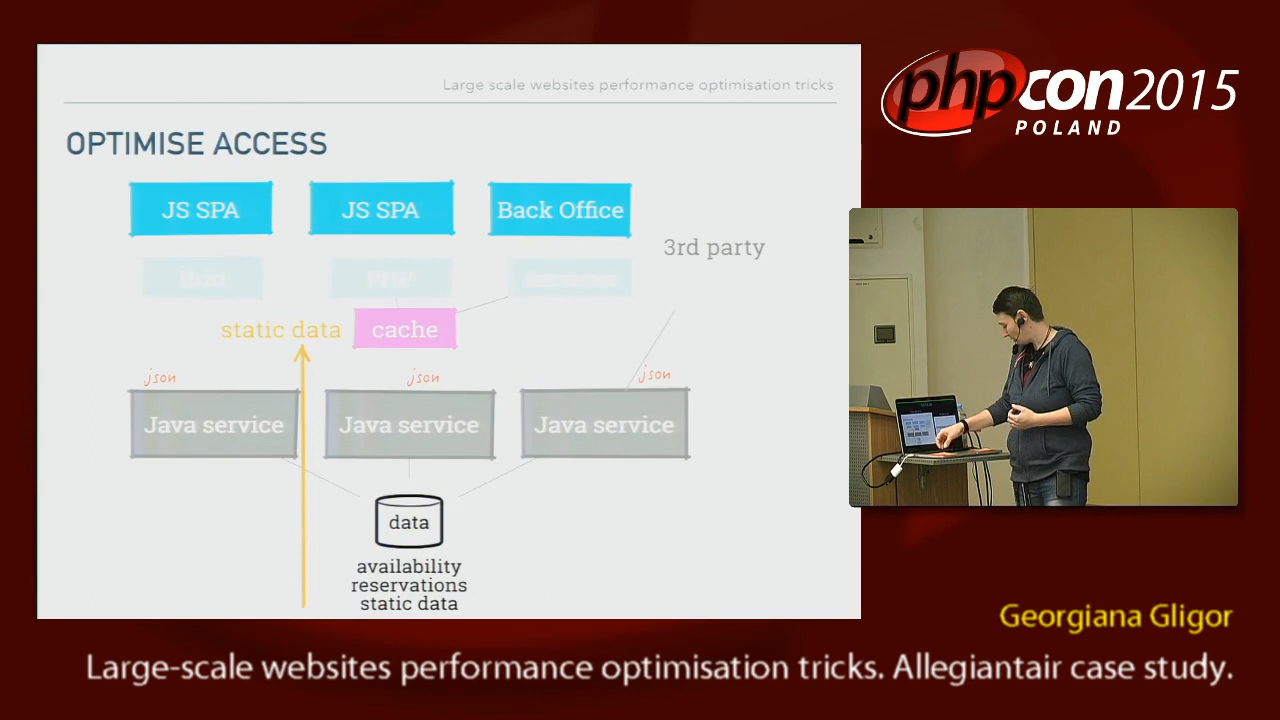 Large scale websites performance optimisation tricks
OPTIMISE ACCESS
JS SPA
JS SPA
Back Office
3rd party
PHP
static data
cache
json
json
json
Java service
Java service
Java service
data
availability
reservations
static data
phpcon2015
POLAND
Georgiana Gligor
Large-scale websites performance optimisation tricks. Allegiantair case study.